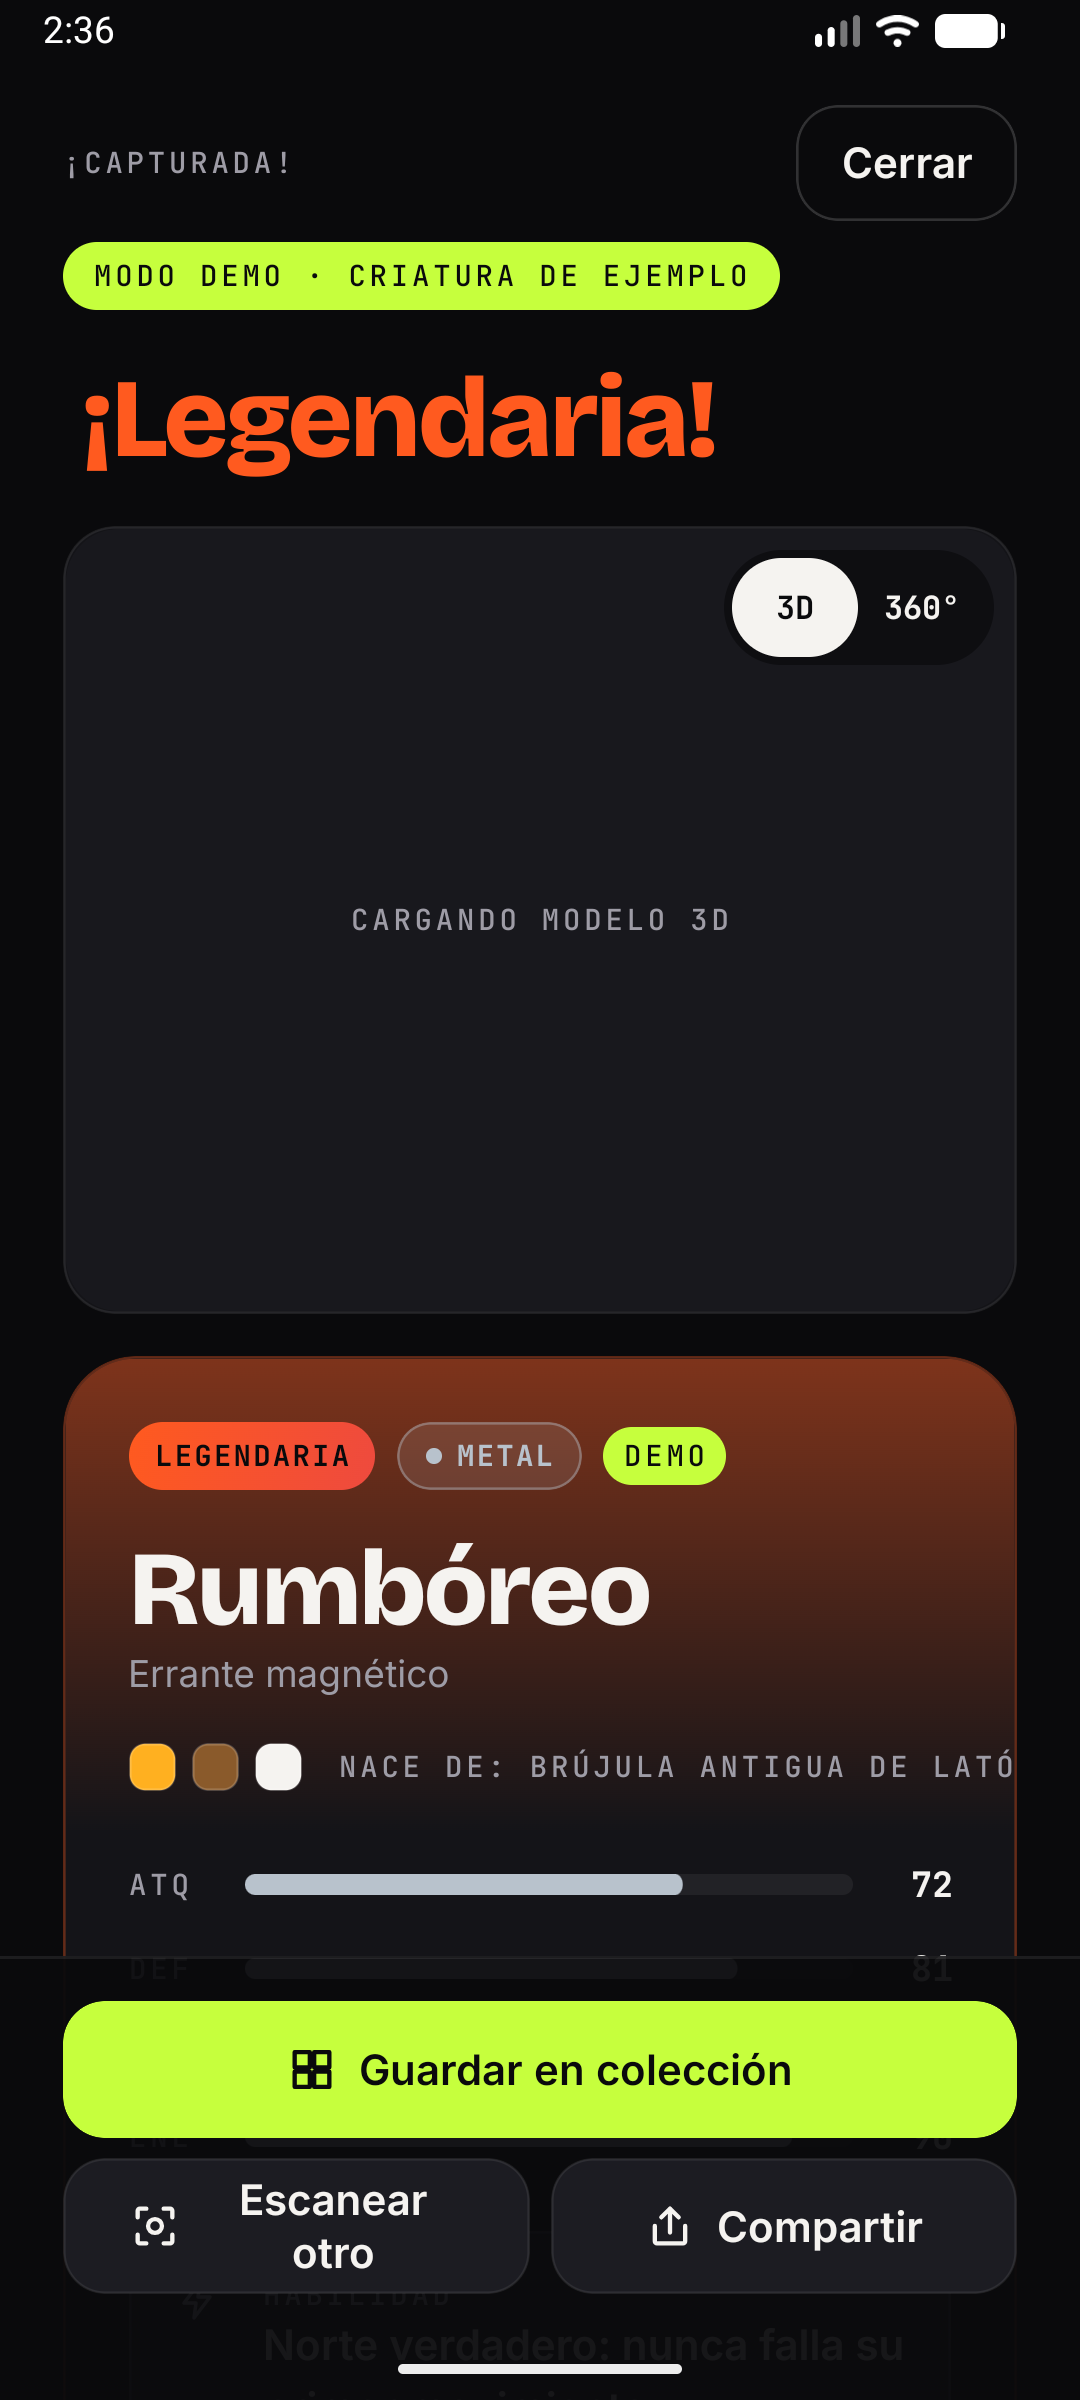 2:36
¡CAPTURADA!
Cerrar
MODO DEMO · CRIATURA DE EJEMPLO
¡Legendaria!
3D 360°
CARGANDO MODELO 3D
LEGENDARIA METAL DEMO
Rumbóreo
Errante magnético
NACE DE: BRÚJULA ANTIGUA DE LATÓ
ATQ 72
DEF 81
Guardar en colección
Escanear
otro
Compartir
HABILIDAD
Norte verdadero: nunca falla su